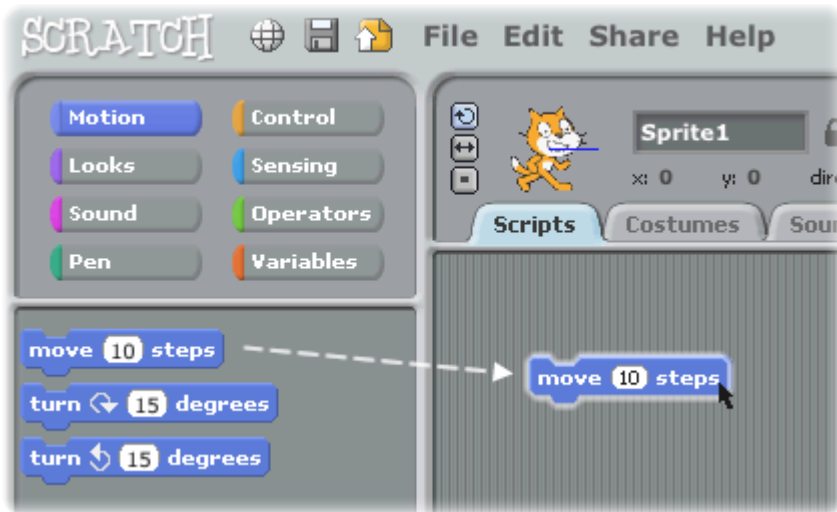 SCRATCH File Edit Share Help
Motion Control
Looks Sensing
Sound Operators
Pen Variables
Sprite1
x: 0 y: 0
Scripts Costumes
move 10 steps
turn 15 degrees
turn 15 degrees
move 10 steps